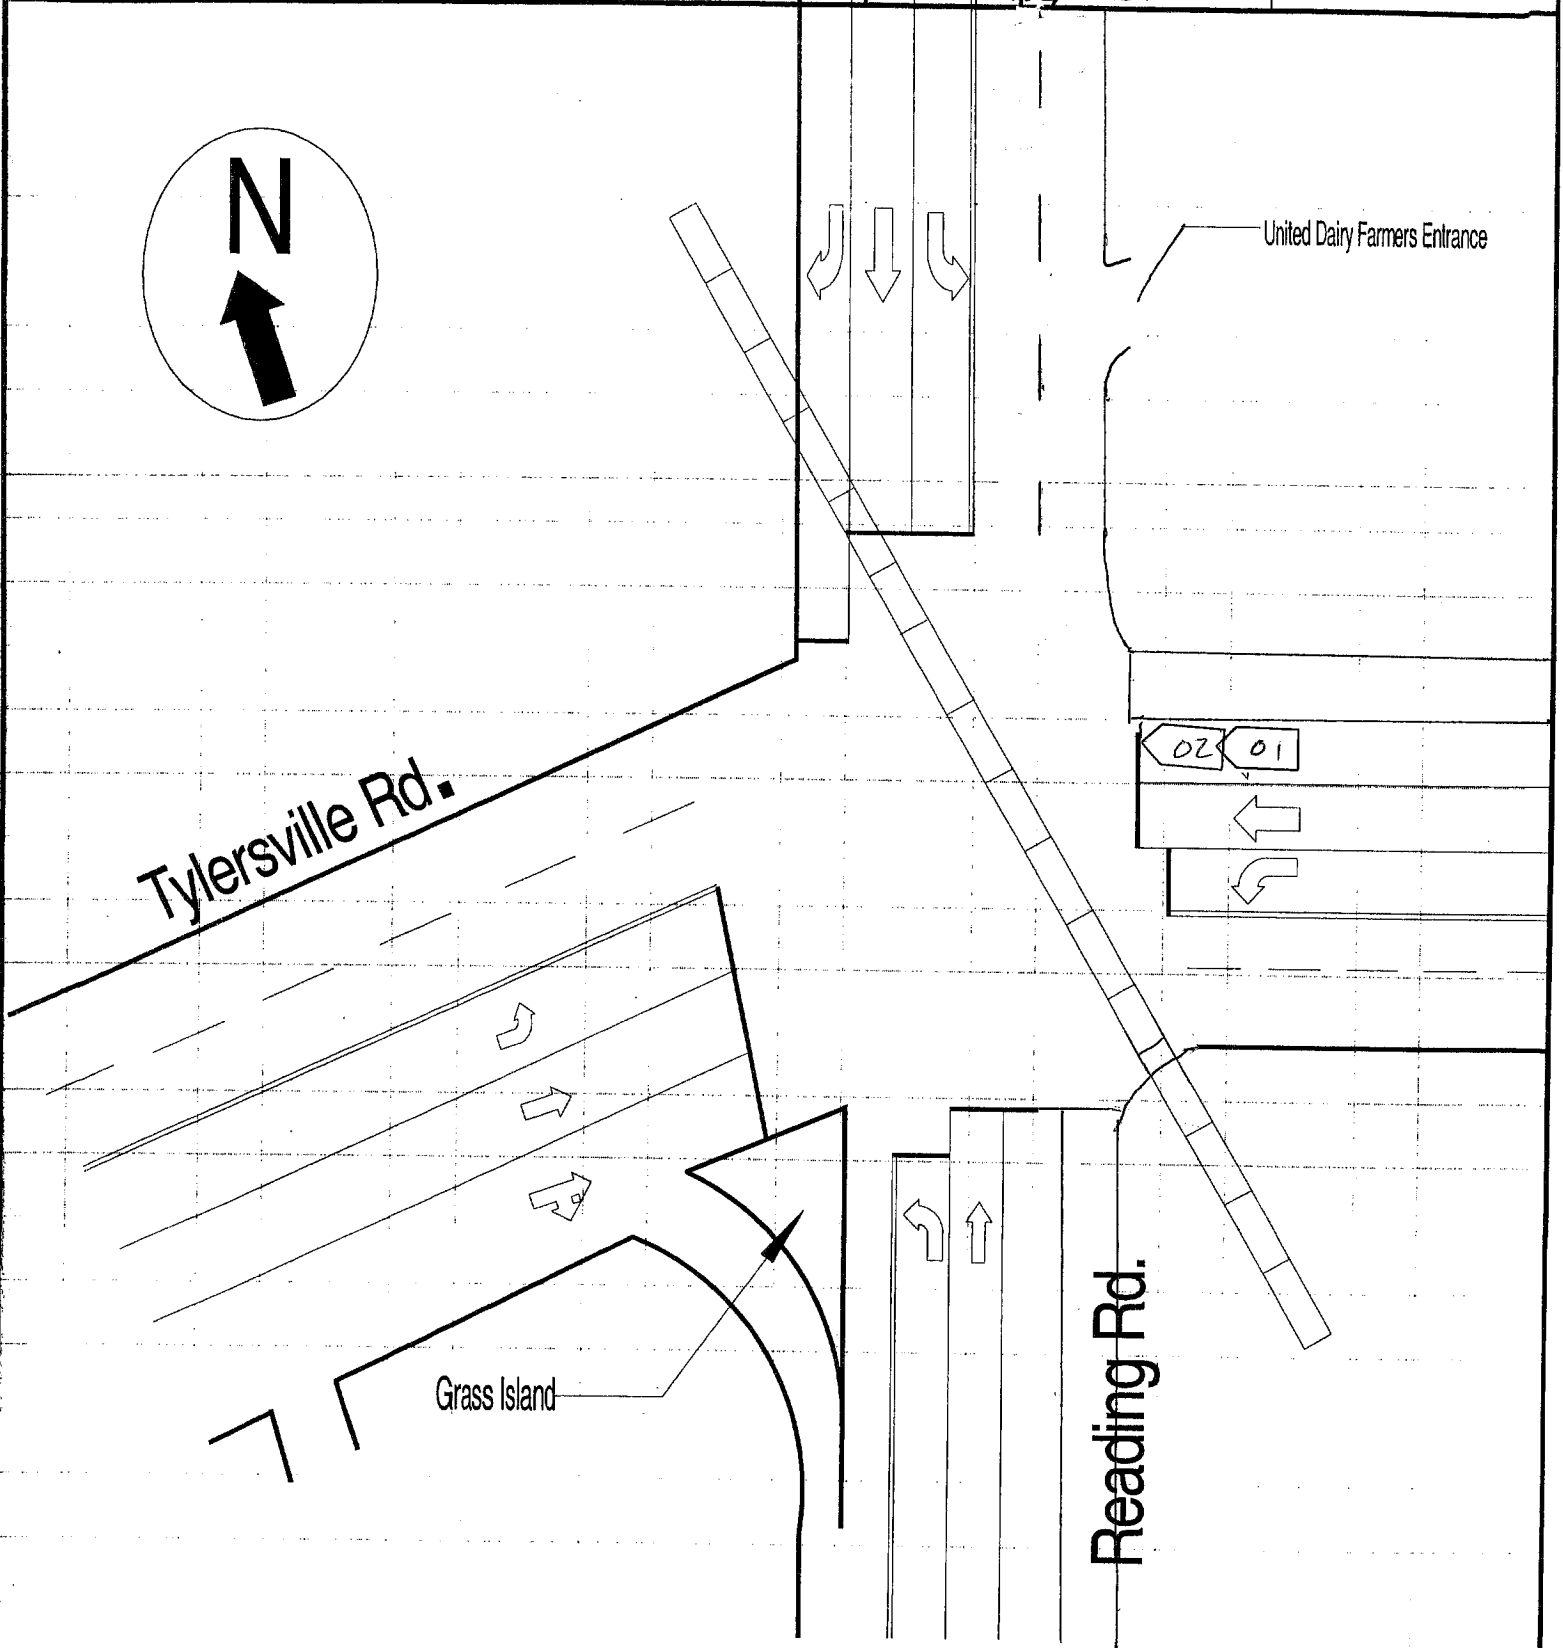 N
United Dairy Farmers Entrance
02
01
Tylersville Rd.
Grass Island
Reading Rd.